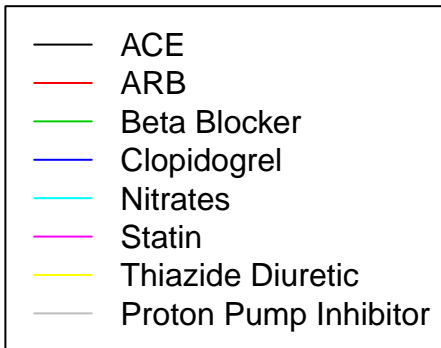 ACE
ARB
Beta Blocker
Clopidogrel
Nitrates
Statin
Thiazide Diuretic
Proton Pump Inhibitor